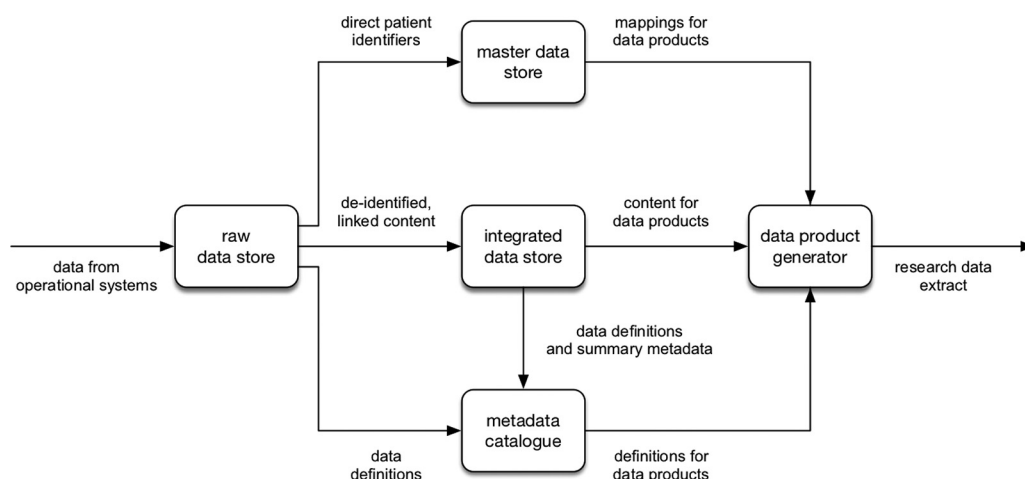 direct patient
identifiers
master data
store
mappings for
data products
de-identified,
linked content
content for
data products
raw
data store
integrated
data store
data product
generator
data from
operational systems
research data
extract
data definitions
and summary metadata
metadata
catalogue
data
definitions
definitions for
data products